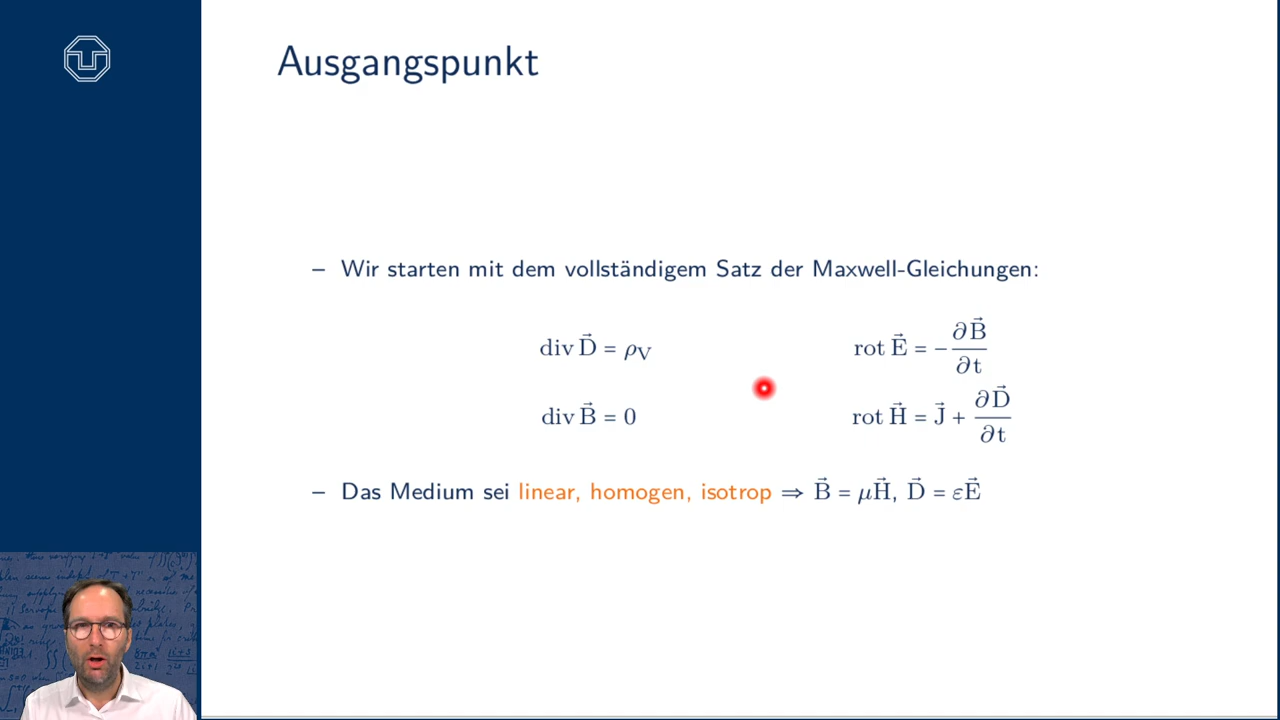 Ausgangspunkt
– Wir starten mit dem vollständigem Satz der Maxwell-Gleichungen:
div D⃗ = ρ_V rot E⃗ = − ∂B⃗/∂t
div B⃗ = 0 rot H⃗ = J⃗ + ∂D⃗/∂t
– Das Medium sei linear, homogen, isotrop ⇒ B⃗ = μH⃗, D⃗ = εE⃗